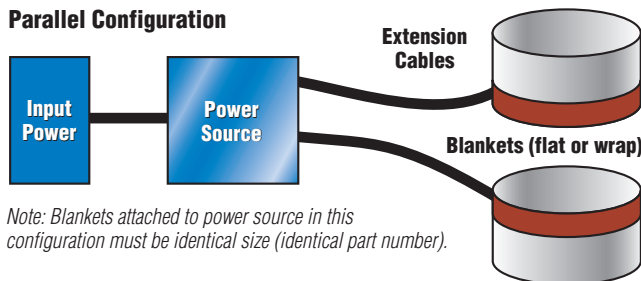 Parallel Configuration
Extension
Cables
Input
Power
Power
Source
Blankets (flat or wrap)
Note: Blankets attached to power source in this
configuration must be identical size (identical part number).